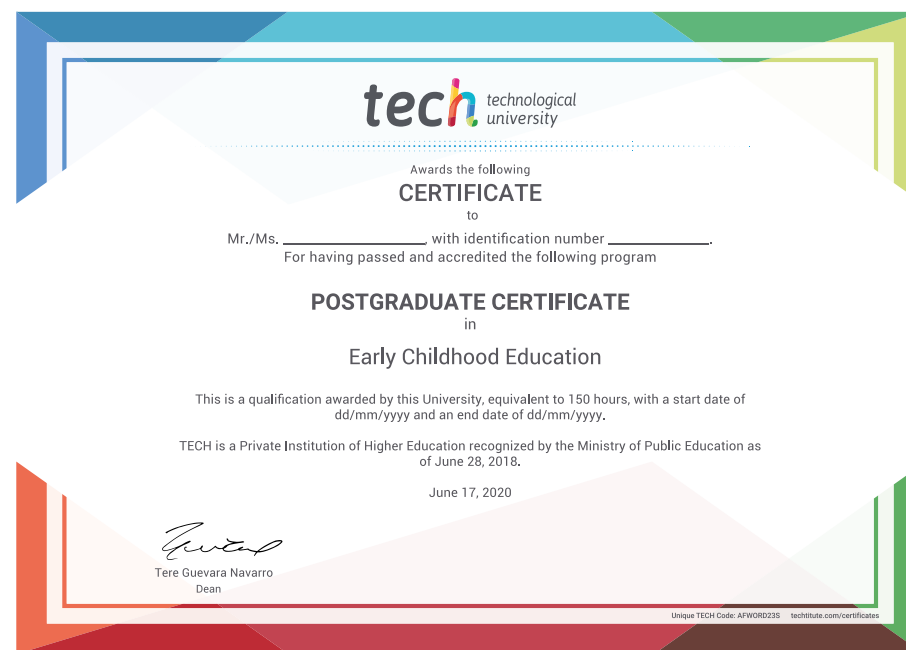 tech technological
university
Awards the following
CERTIFICATE
to
Mr./Ms. ____________, with identification number ____________.
For having passed and accredited the following program
POSTGRADUATE CERTIFICATE
in
Early Childhood Education
This is a qualification awarded by this University, equivalent to 150 hours, with a start date of
dd/mm/yyyy and an end date of dd/mm/yyyy.
TECH is a Private Institution of Higher Education recognized by the Ministry of Public Education as
of June 28, 2018.
June 17, 2020
Tere Guevara Navarro
Dean
Unique TECH Code: AFWORD23S techtitute.com/certificates